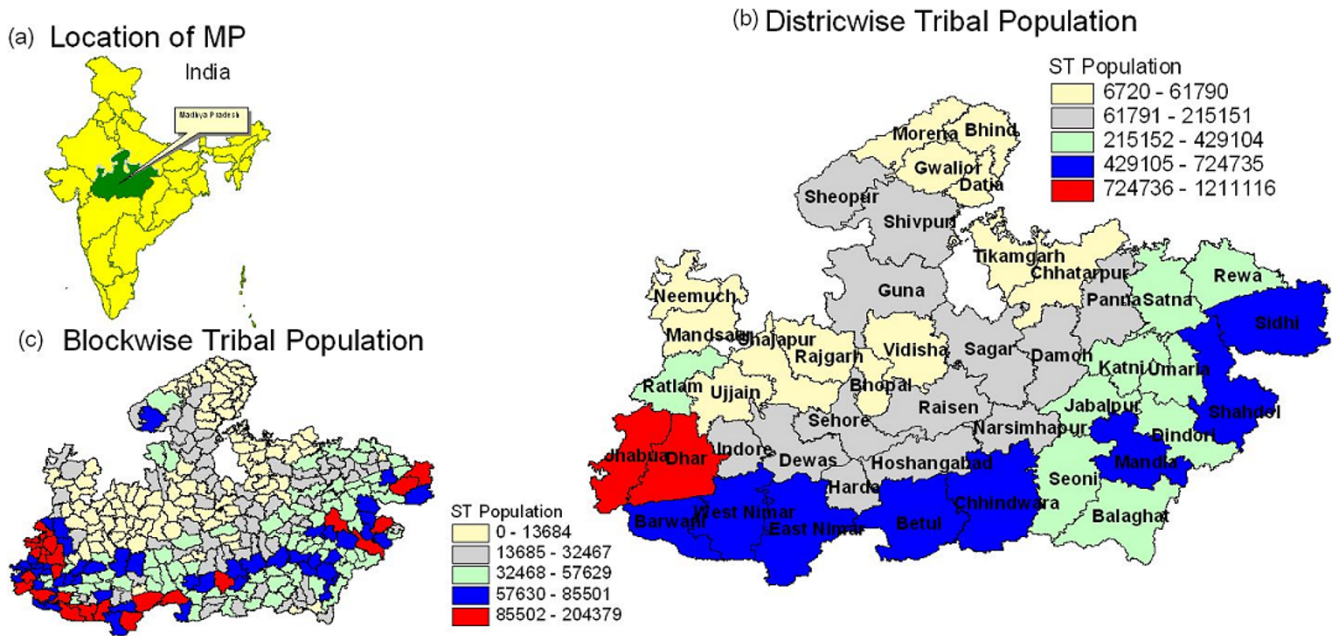 (a) Location of MP
India
Madhya Pradesh
(b) Districwise Tribal Population
ST Population
6720 - 61790
61791 - 215151
215152 - 429104
429105 - 724735
724736 - 1211116
Morena
Bhind
Gwalior
Datia
Sheopur
Shivpuri
Tikamgarh
Chhatarpur
Rewa
Neemuch
Guna
Panna
Satna
Sidhi
Mandsaur
Shajapur
Rajgarh
Vidisha
Sagar
Damoh
Katni
Umaria
Ratlam
Ujjain
Bhopal
Jabalpur
Shahdol
Sehore
Raisen
Narsimhapur
Dindori
Jhabua
Dhar
Indore
Dewas
Hoshangabad
Mandla
Harda
Seoni
Chhindwara
Barwani
West Nimar
East Nimar
Betul
Balaghat
(c) Blockwise Tribal Population
ST Population
0 - 13684
13685 - 32467
32468 - 57629
57630 - 85501
85502 - 204379